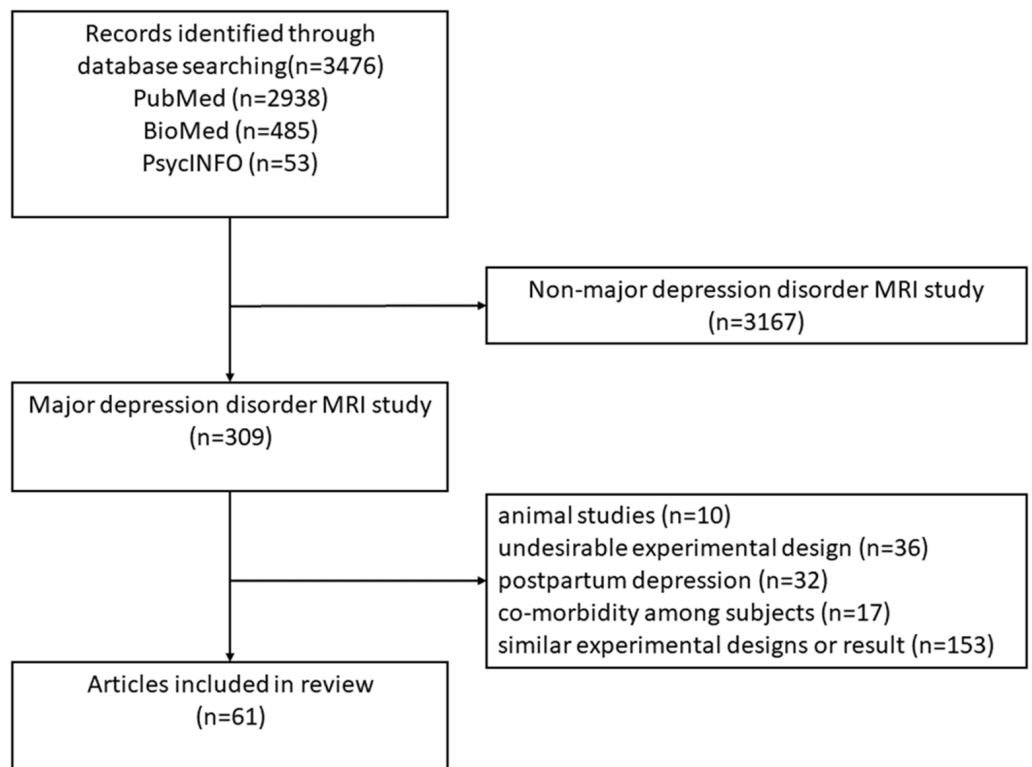 Records identified through
database searching(n=3476)
PubMed (n=2938)
BioMed (n=485)
PsycINFO (n=53)
Non-major depression disorder MRI study
(n=3167)
Major depression disorder MRI study
(n=309)
animal studies (n=10)
undesirable experimental design (n=36)
postpartum depression (n=32)
co-morbidity among subjects (n=17)
similar experimental designs or result (n=153)
Articles included in review
(n=61)